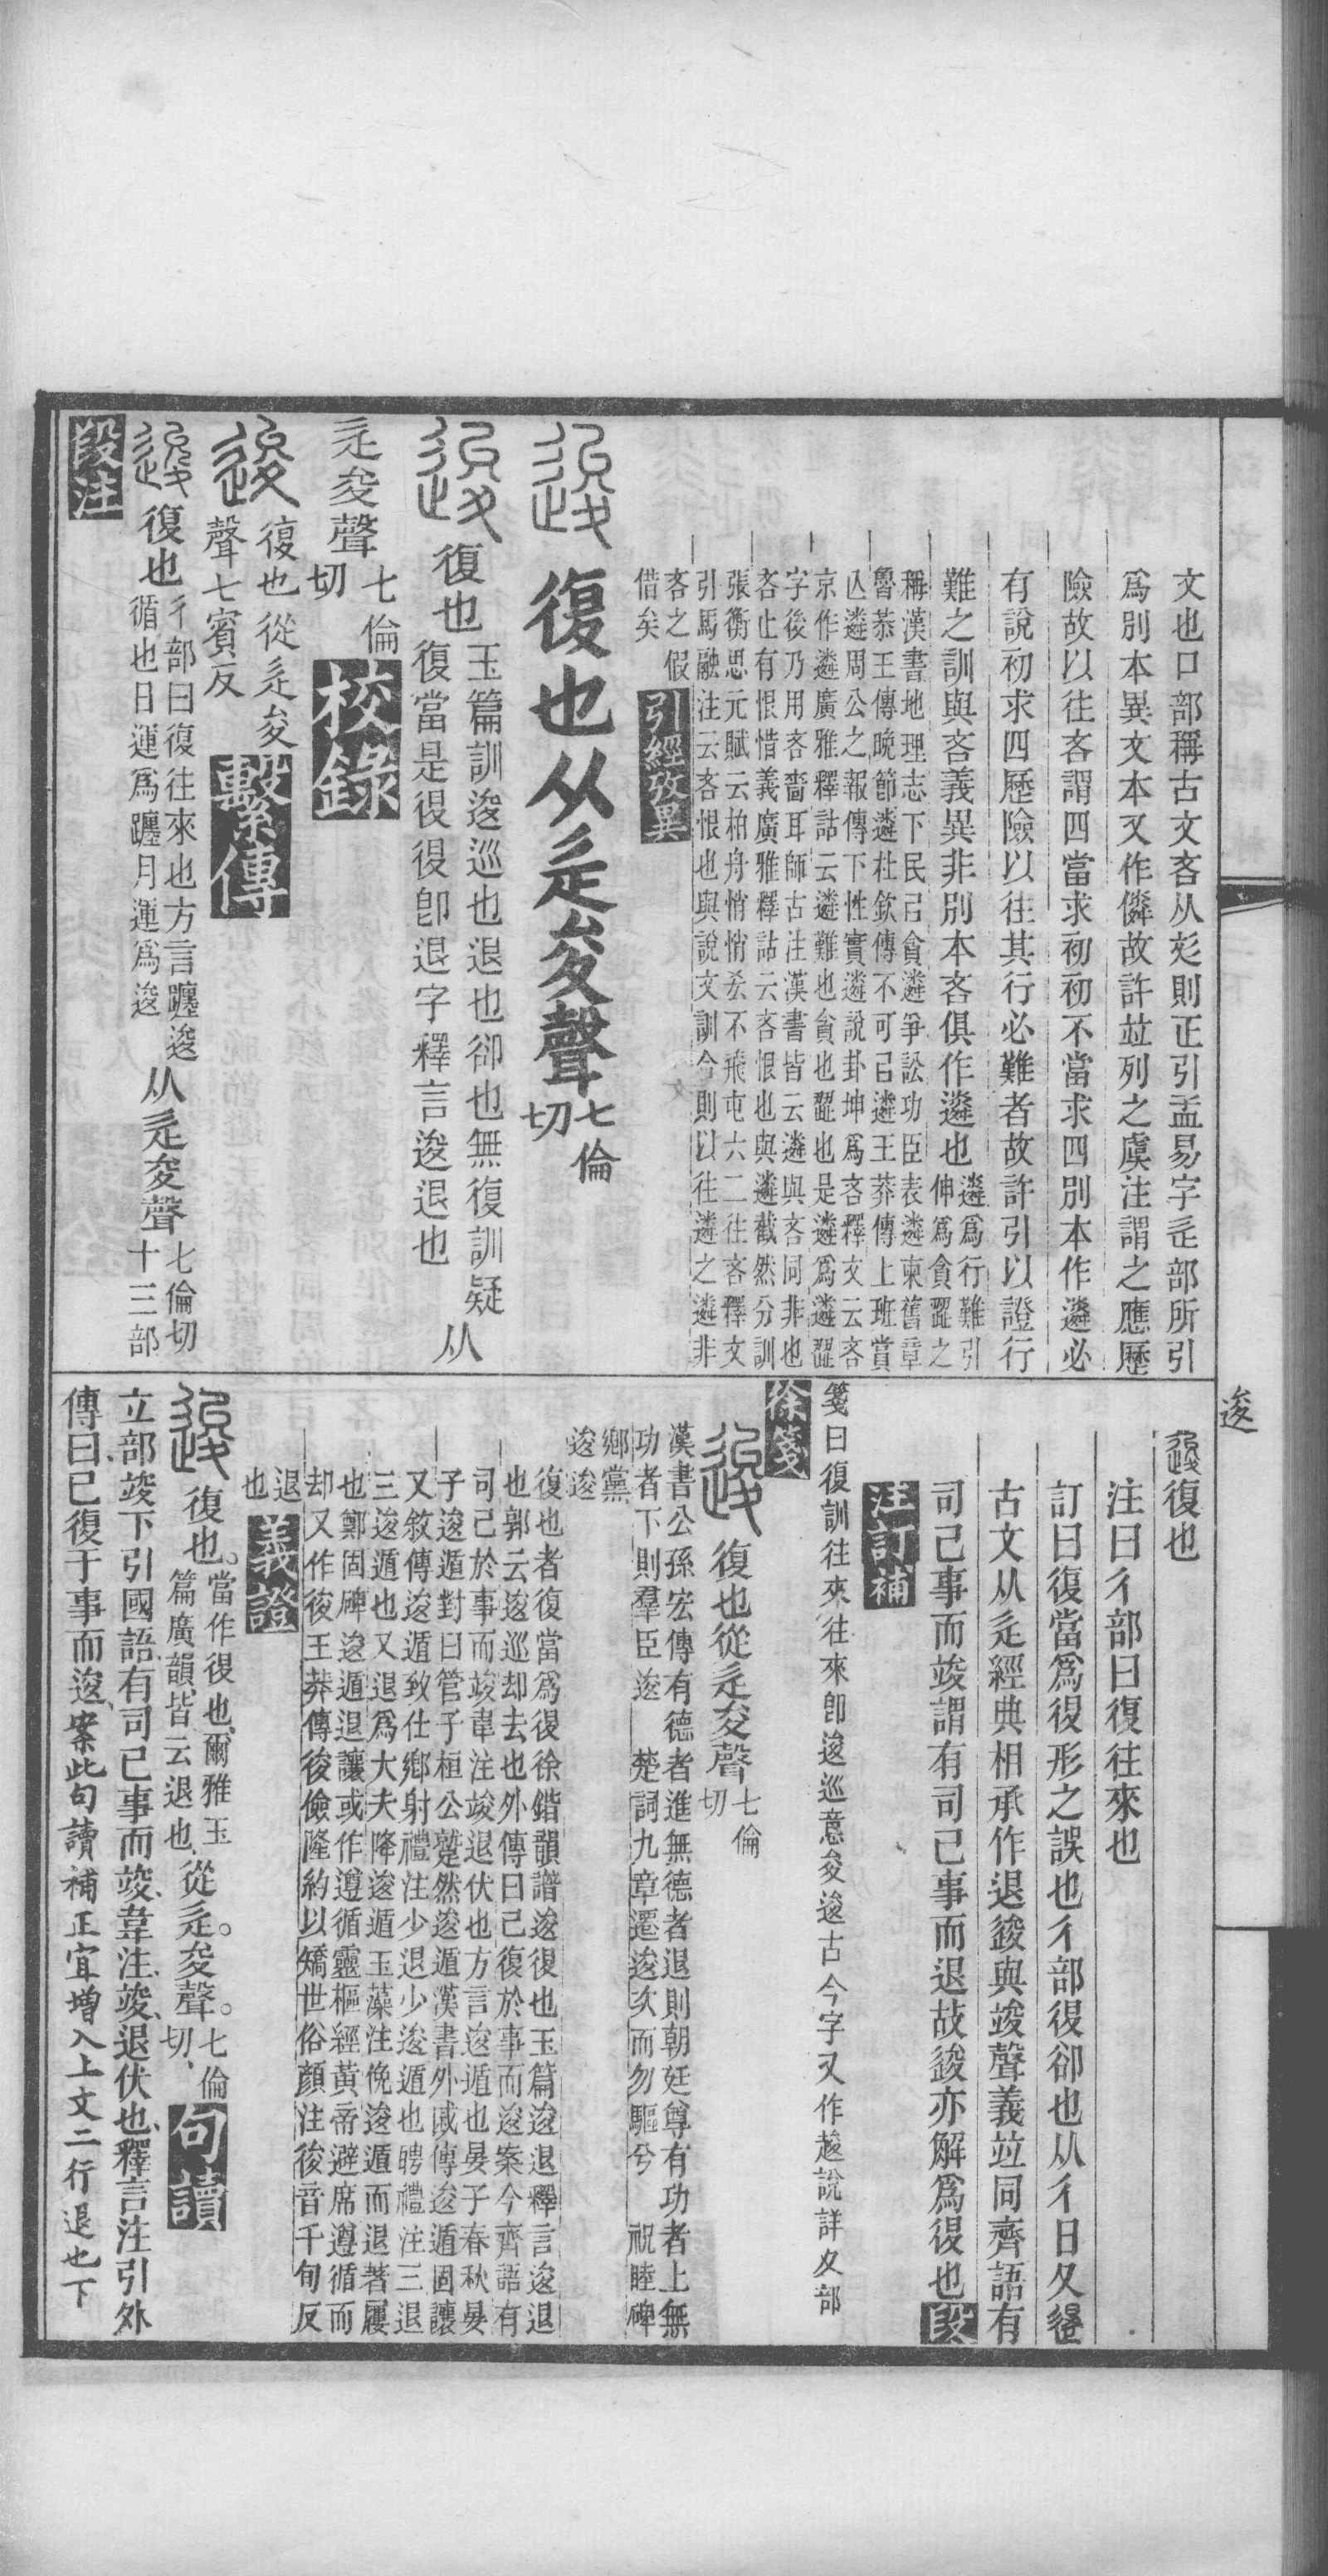 文也口部稱古文吝从彣則正引孟易字辵部所引
爲別本異文本又作僯故許竝列之虞注謂之應歷
險故以往吝謂四當求初初不當求四別本作遴必
有說初求四歷險以往其行必難者故許引以證行
難之訓與吝義異非別本吝俱作遴也
遴爲行難引
伸爲貪躍之
稱漢書地理志下民㠯貪遴爭訟功臣表遴柬舊章
魯恭王傳晚節遴杜欽傳不可㠯遴王莽傳上班賞
亾遴周公之報傳下性實遴說卦坤爲吝釋文云吝
京作遴廣雅釋詁云遴難也貪也䜝也是遴爲遴䜝
字後乃用吝嗇耳師古注漢書皆云遴與吝同非也
吝止有恨惜義廣雅釋詁云吝恨也與遴截然分訓
張衡思元賦云柏舟悄悄吝不飛屯六二往吝釋文
引馬融注云吝恨也與說文訓今則以往遴之遴非
吝之假
借矣
引經攷異
逡
復也从辵夋聲
七倫
切
逡
復也
玉篇訓逡巡也退也卻也無復訓疑
復當是復復卽退字釋言逡退也
从
辵夋聲
七倫
切
校錄
逡
復也從辵夋
聲七賓反
繫傳
逡
復也
彳部曰復往來也方言躔逡
循也日運爲躔月運爲逡
从辵夋聲
七倫切
十三部
段注
逡
逡復也
注曰彳部曰復往來也
訂曰復當爲復形之誤也彳部復卻也从彳日夊𨓤
古文从辵經典相承作退逡與竣聲義竝同齊語有
司已事而竣謂有司已事而退故逡亦解爲復也
段
注訂補
箋曰復訓往來往來卽逡巡意夋逡古今字又作趍說詳夊部
徐箋
逡
復也從辵夋聲
七倫
切
漢書公孫宏傳有德者進無德者退則朝廷尊有功者上無
功者下則羣臣逡　楚詞九章遷逡次而勿驅兮　祝睦碑
鄉黨
逡逡
復也者復當爲復徐鍇韻譜逡復也玉篇逡退釋言逡退
也郭云逡巡却去也外傳曰已復於事而逡案今齊語有
司已於事而竣韋注竣退伏也方言逡遁也晏子春秋晏
子逡遁對曰管子桓公蹵然逡遁漢書外戚傳逡遁固讓
又敘傳逡遁致仕鄉射禮注少退少逡遁也聘禮注三退
三逡遁也又退爲大夫降逡遁玉藻注俛逡遁而退著屨
也鄭固碑逡遁退讓或作遵循靈樞經黃帝避席遵循而
却又作後王莽傳後儉隆約以矯世俗顏注後音千旬反
退
也
義證
逡
復也。
當作復也爾雅玉
篇廣韻皆云退也
從辵。夋聲。
七倫
切
句讀
立部竣下引國語有司已事而竣韋注竣退伏也釋言注引外
傳曰已復于事而逡案此句讀補正宜增入上文二行退也下